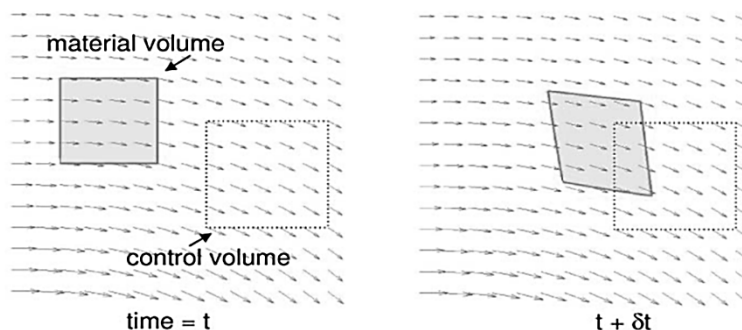 material volume
control volume
time = t
t + δt